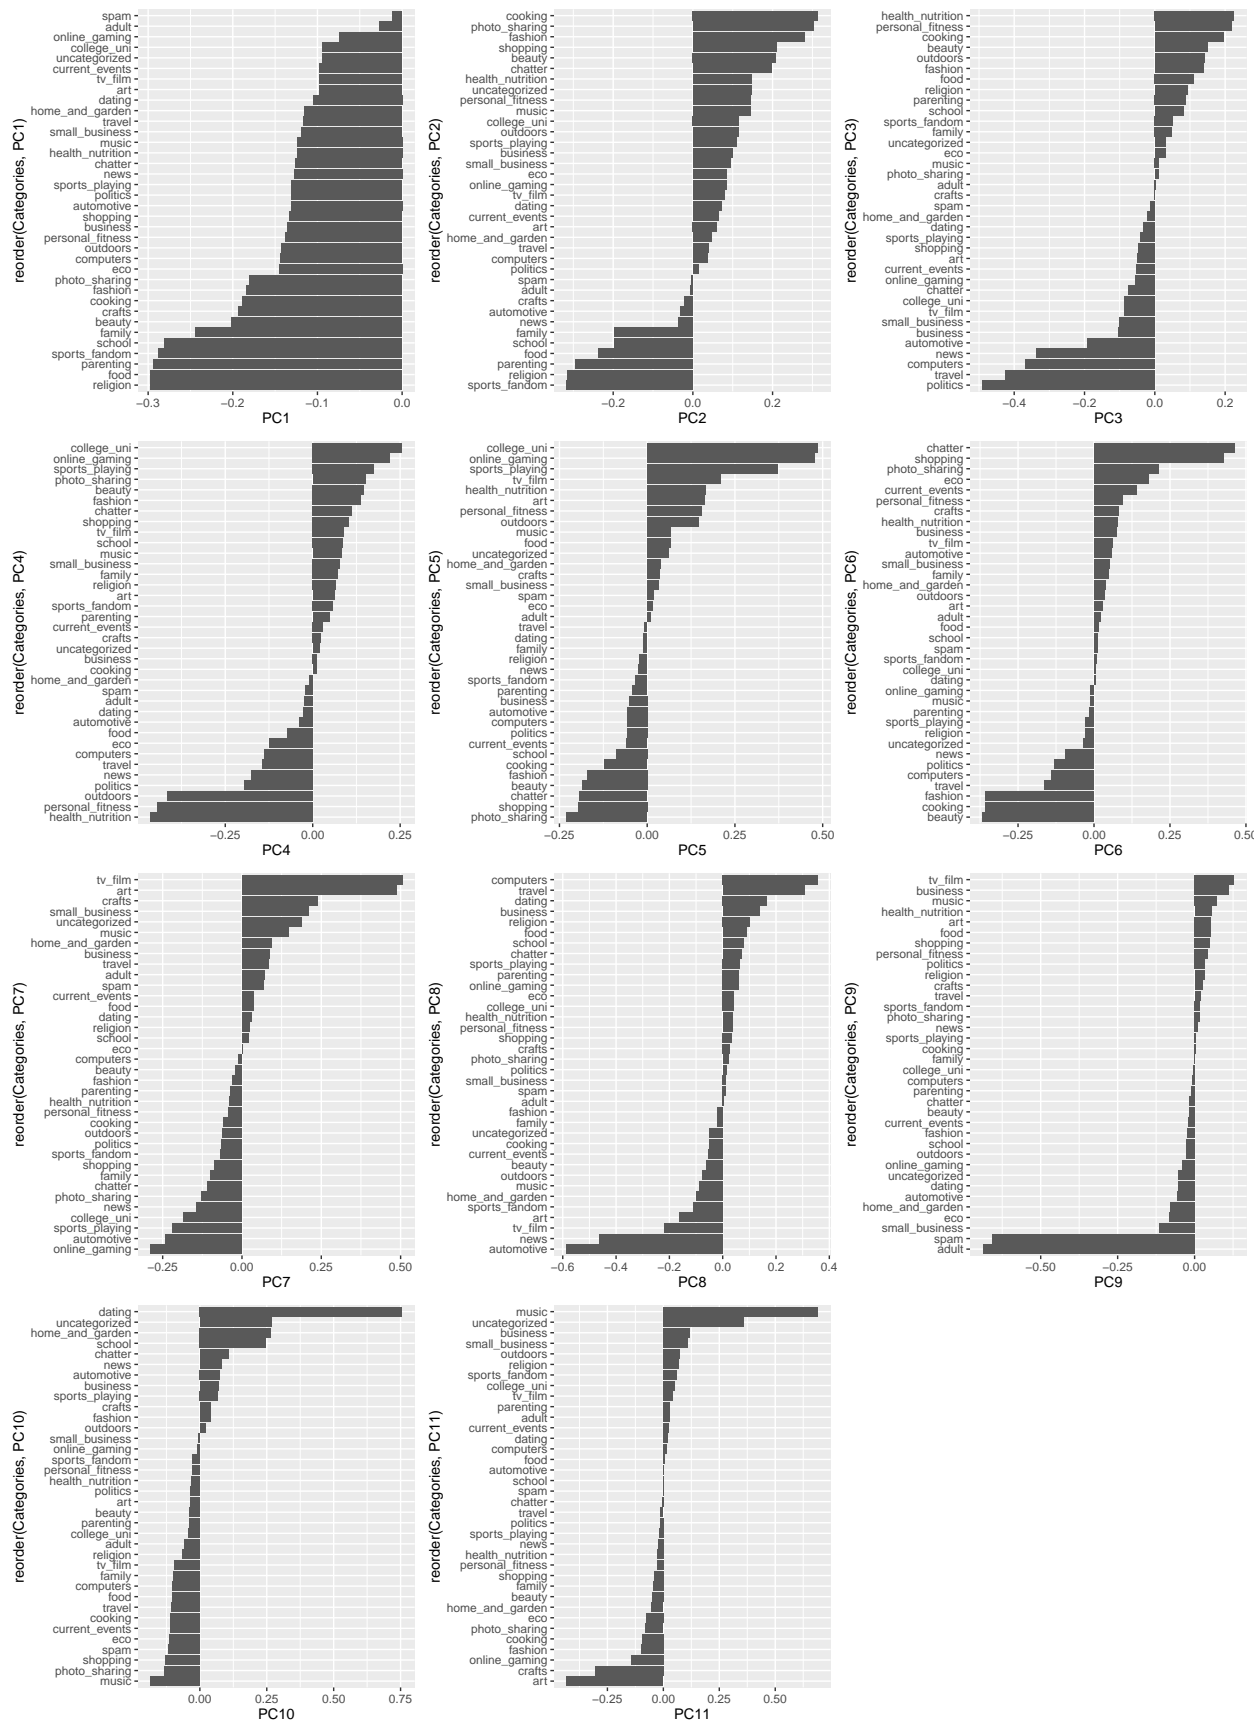 reorder(Categories, PC1)
spam
adult
online_gaming
college_uni
uncategorized
current_events
tv_film
art
dating
home_and_garden
travel
small_business
music
health_nutrition
chatter
news
sports_playing
politics
automotive
shopping
business
personal_fitness
outdoors
computers
eco
photo_sharing
fashion
cooking
crafts
beauty
family
school
sports_fandom
parenting
food
religion
−0.3 −0.2 −0.1 0.0
PC1
reorder(Categories, PC2)
cooking
photo_sharing
fashion
shopping
beauty
chatter
health_nutrition
uncategorized
personal_fitness
music
college_uni
outdoors
sports_playing
business
small_business
eco
online_gaming
tv_film
dating
current_events
art
home_and_garden
travel
computers
politics
spam
adult
crafts
automotive
news
family
school
food
parenting
religion
sports_fandom
−0.2 0.0 0.2
PC2
reorder(Categories, PC3)
health_nutrition
personal_fitness
cooking
beauty
outdoors
fashion
food
religion
parenting
school
sports_fandom
family
uncategorized
eco
music
photo_sharing
adult
crafts
spam
home_and_garden
dating
sports_playing
shopping
art
current_events
online_gaming
chatter
college_uni
tv_film
small_business
business
automotive
news
computers
travel
politics
−0.4 −0.2 0.0 0.2
PC3
reorder(Categories, PC4)
college_uni
online_gaming
sports_playing
photo_sharing
beauty
fashion
chatter
shopping
tv_film
school
music
small_business
family
religion
art
sports_fandom
parenting
current_events
crafts
uncategorized
business
cooking
home_and_garden
spam
adult
dating
automotive
food
eco
computers
travel
news
politics
outdoors
personal_fitness
health_nutrition
−0.25 0.00 0.25
PC4
reorder(Categories, PC5)
college_uni
online_gaming
sports_playing
tv_film
health_nutrition
art
personal_fitness
outdoors
music
food
uncategorized
home_and_garden
crafts
small_business
spam
eco
adult
travel
dating
family
religion
news
sports_fandom
parenting
business
automotive
computers
politics
current_events
school
cooking
fashion
beauty
chatter
shopping
photo_sharing
−0.25 0.00 0.25 0.50
PC5
reorder(Categories, PC6)
chatter
shopping
photo_sharing
eco
current_events
personal_fitness
crafts
health_nutrition
business
tv_film
automotive
small_business
family
home_and_garden
outdoors
art
adult
food
school
spam
sports_fandom
college_uni
dating
online_gaming
music
parenting
sports_playing
religion
uncategorized
news
politics
computers
travel
fashion
cooking
beauty
−0.25 0.00 0.25 0.50
PC6
reorder(Categories, PC7)
tv_film
art
crafts
small_business
uncategorized
music
home_and_garden
business
travel
adult
spam
current_events
food
dating
religion
school
eco
computers
beauty
fashion
parenting
health_nutrition
personal_fitness
cooking
outdoors
politics
sports_fandom
shopping
family
chatter
photo_sharing
news
college_uni
sports_playing
automotive
online_gaming
−0.25 0.00 0.25 0.50
PC7
reorder(Categories, PC8)
computers
travel
dating
business
religion
food
school
chatter
sports_playing
parenting
online_gaming
eco
college_uni
health_nutrition
personal_fitness
shopping
crafts
photo_sharing
politics
small_business
spam
adult
fashion
family
uncategorized
cooking
current_events
beauty
outdoors
music
home_and_garden
sports_fandom
art
tv_film
news
automotive
−0.6 −0.4 −0.2 0.0 0.2 0.4
PC8
reorder(Categories, PC9)
tv_film
business
music
health_nutrition
art
food
shopping
personal_fitness
politics
religion
crafts
travel
sports_fandom
photo_sharing
news
sports_playing
cooking
family
college_uni
computers
parenting
chatter
beauty
current_events
fashion
school
outdoors
online_gaming
uncategorized
dating
automotive
home_and_garden
eco
small_business
spam
adult
−0.50 −0.25 0.00
PC9
reorder(Categories, PC10)
dating
uncategorized
home_and_garden
school
chatter
news
automotive
business
sports_playing
crafts
fashion
outdoors
small_business
online_gaming
sports_fandom
personal_fitness
health_nutrition
politics
art
beauty
parenting
college_uni
adult
religion
tv_film
family
computers
food
travel
cooking
current_events
eco
spam
shopping
photo_sharing
music
0.00 0.25 0.50 0.75
PC10
reorder(Categories, PC11)
music
uncategorized
business
small_business
outdoors
religion
sports_fandom
college_uni
tv_film
parenting
adult
current_events
dating
computers
food
automotive
school
spam
chatter
travel
politics
sports_playing
news
health_nutrition
personal_fitness
shopping
family
beauty
home_and_garden
eco
photo_sharing
cooking
fashion
online_gaming
crafts
art
−0.25 0.00 0.25 0.50
PC11